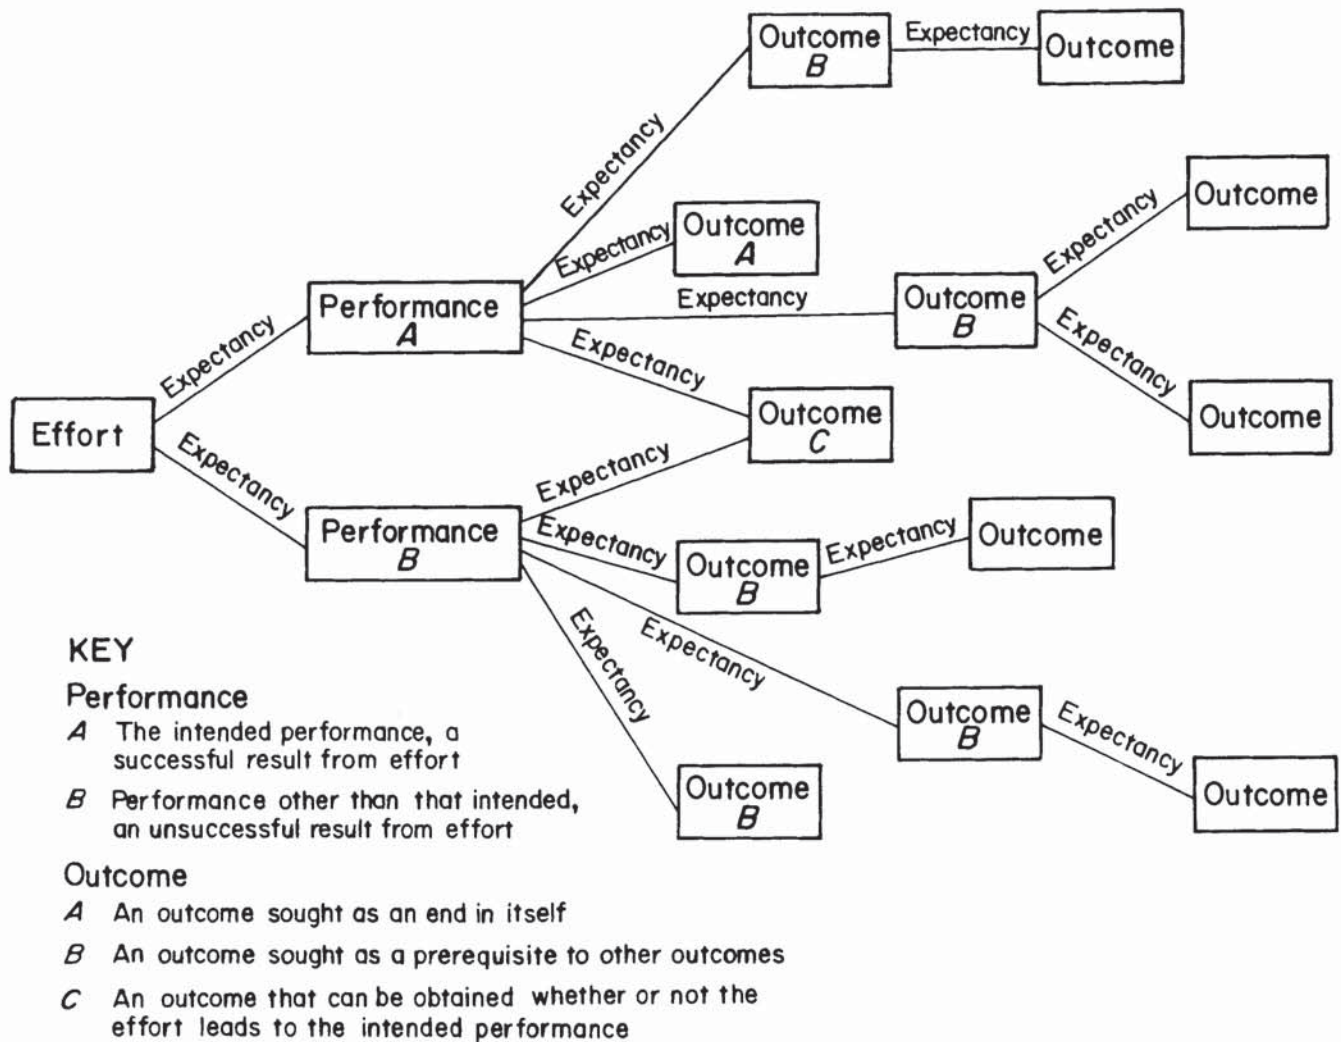 Outcome
B
Expectancy
Outcome
Expectancy
Outcome
A
Expectancy
Outcome
Expectancy
Performance
A
Expectancy
Outcome
B
Expectancy
Expectancy
Outcome
Expectancy
Expectancy
Effort
Outcome
C
Expectancy
Expectancy
Performance
B
Expectancy
Outcome
B
Expectancy
Outcome
Expectancy
Outcome
B
Expectancy
Outcome
Expectancy
Outcome
B
KEY
Performance
A The intended performance, a
successful result from effort
B Performance other than that intended,
an unsuccessful result from effort
Outcome
A An outcome sought as an end in itself
B An outcome sought as a prerequisite to other outcomes
C An outcome that can be obtained whether or not the
effort leads to the intended performance